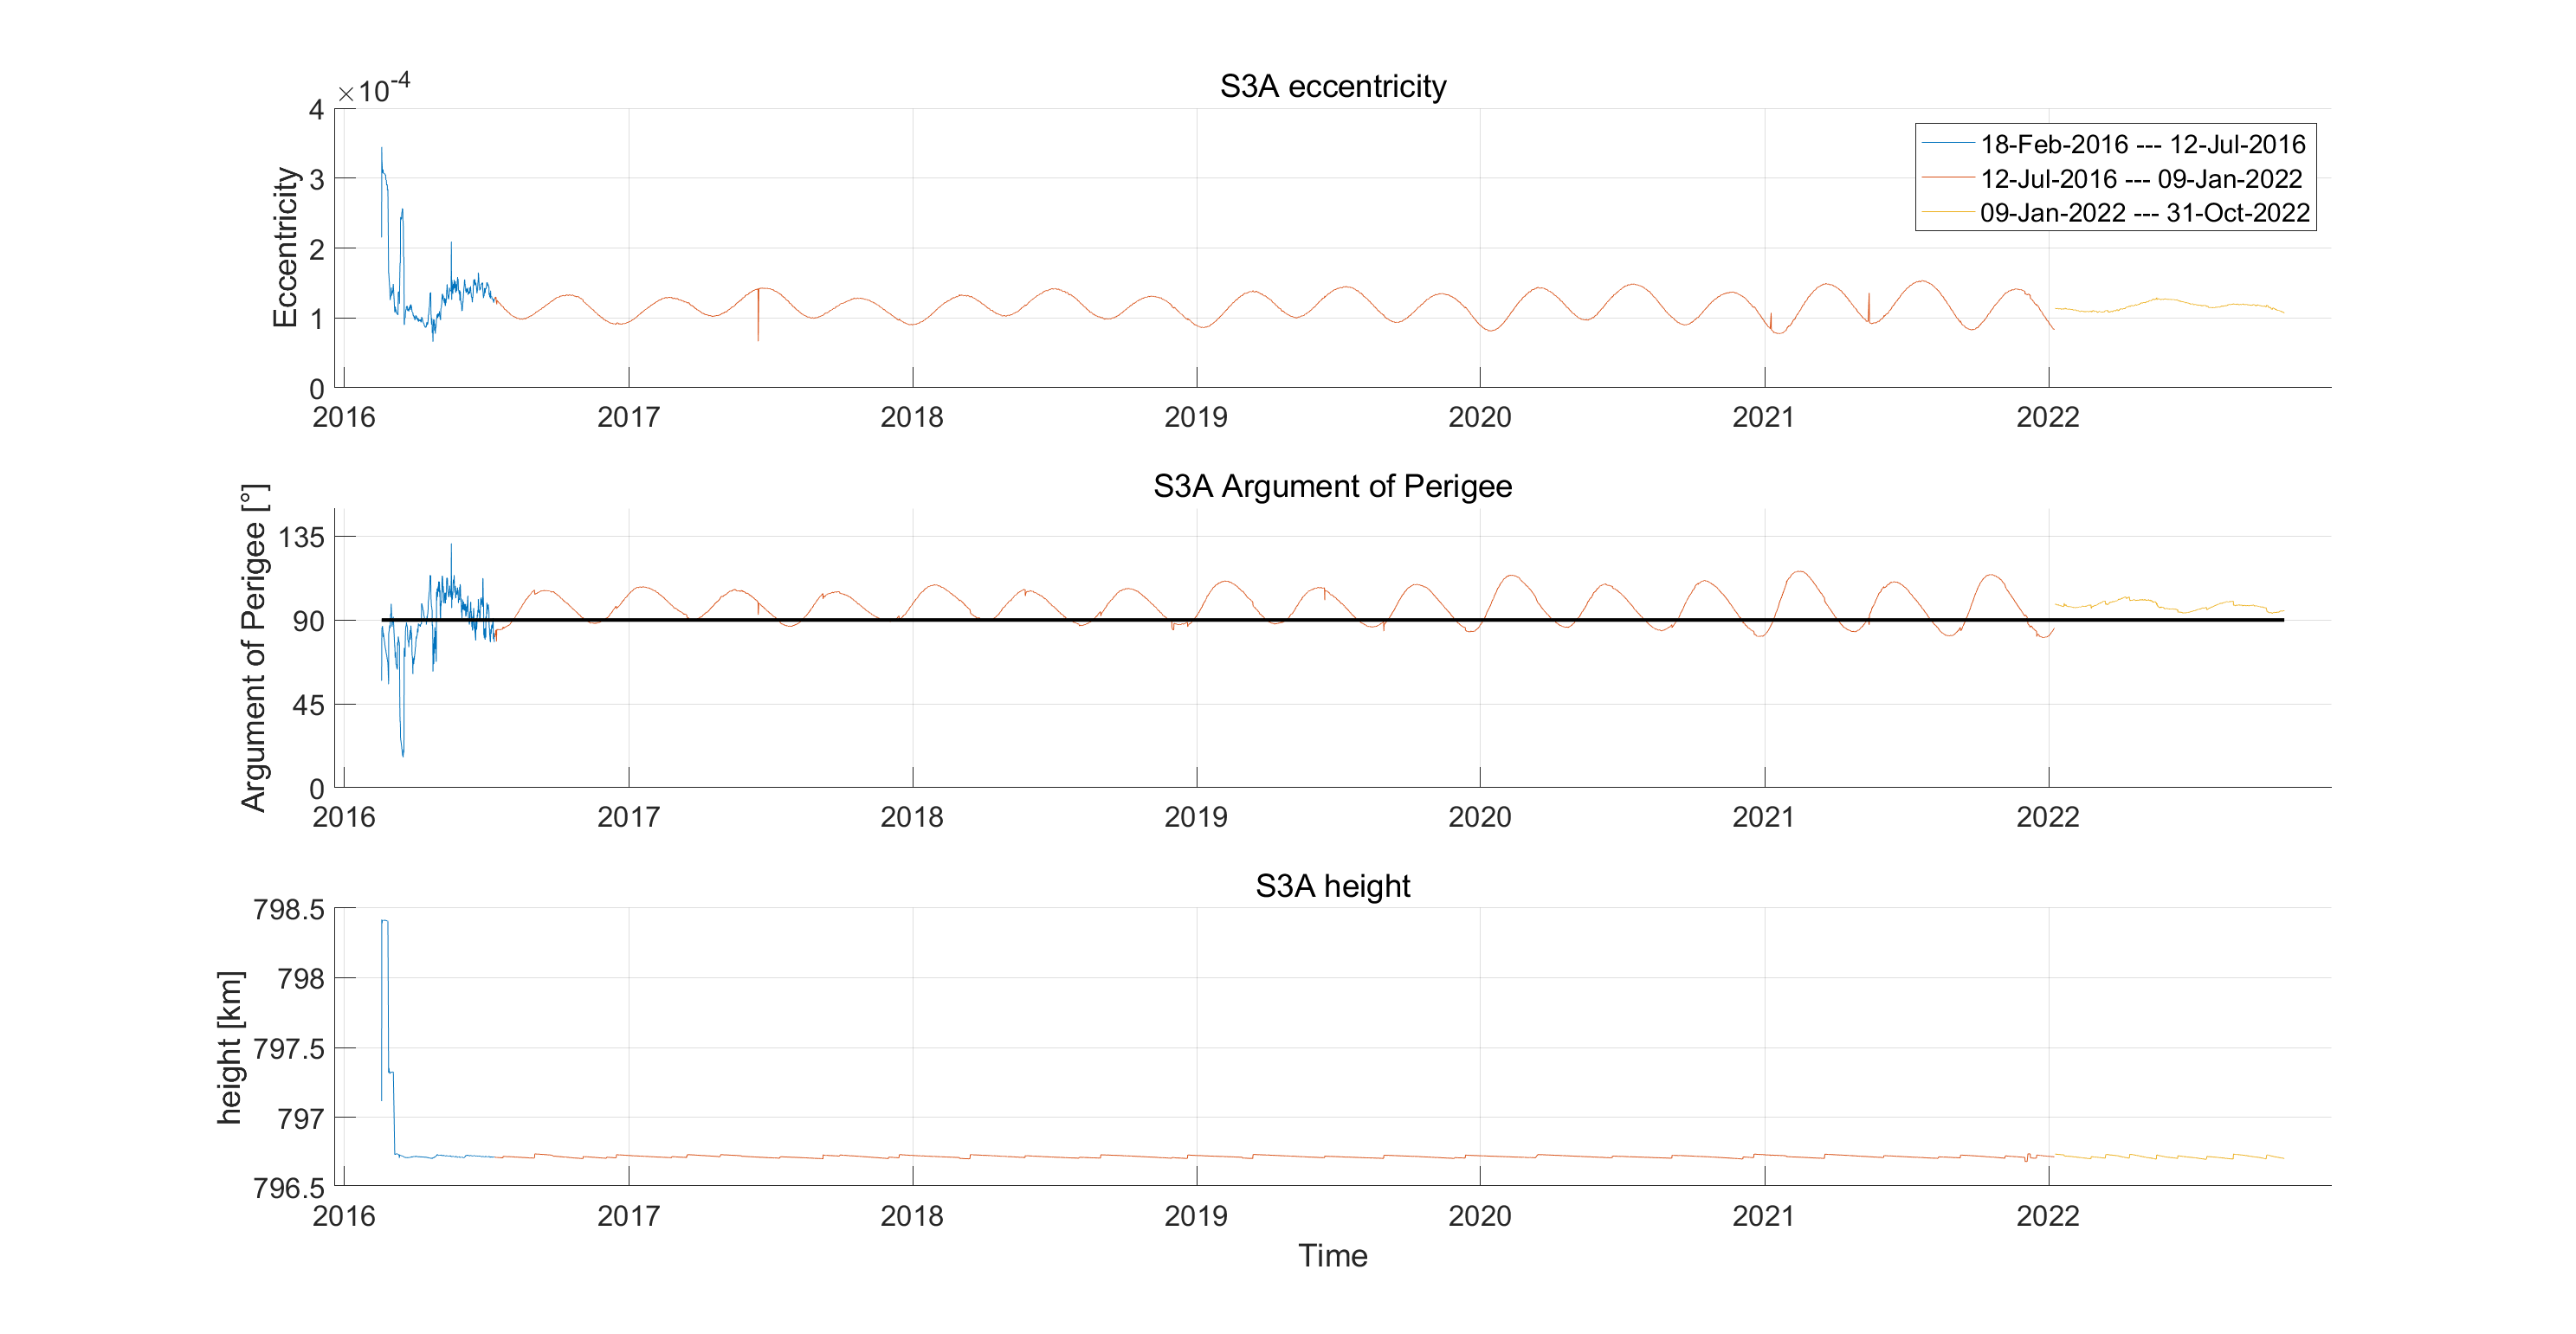 S3A eccentricity
×10-4
4
3
2
1
0
Eccentricity
18-Feb-2016 --- 12-Jul-2016
12-Jul-2016 --- 09-Jan-2022
09-Jan-2022 --- 31-Oct-2022
2016 2017 2018 2019 2020 2021 2022
S3A Argument of Perigee
135
90
45
0
Argument of Perigee [°]
2016 2017 2018 2019 2020 2021 2022
S3A height
798.5
798
797.5
797
796.5
height [km]
2016 2017 2018 2019 2020 2021 2022
Time